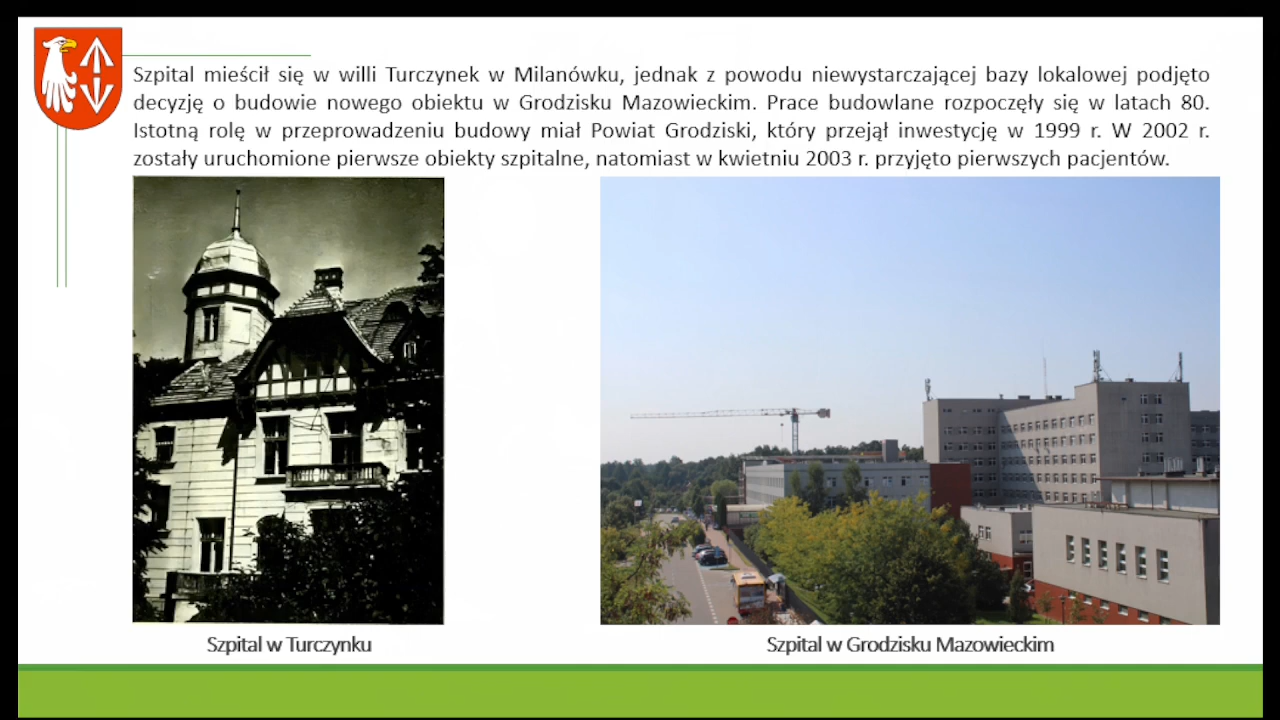 Szpital mieścił się w willi Turczynek w Milanówku, jednak z powodu niewystarczającej bazy lokalowej podjęto
decyzję o budowie nowego obiektu w Grodzisku Mazowieckim. Prace budowlane rozpoczęły się w latach 80.
Istotną rolę w przeprowadzeniu budowy miał Powiat Grodziski, który przejął inwestycję w 1999 r. W 2002 r.
zostały uruchomione pierwsze obiekty szpitalne, natomiast w kwietniu 2003 r. przyjęto pierwszych pacjentów.
Szpital w Turczynku
Szpital w Grodzisku Mazowieckim